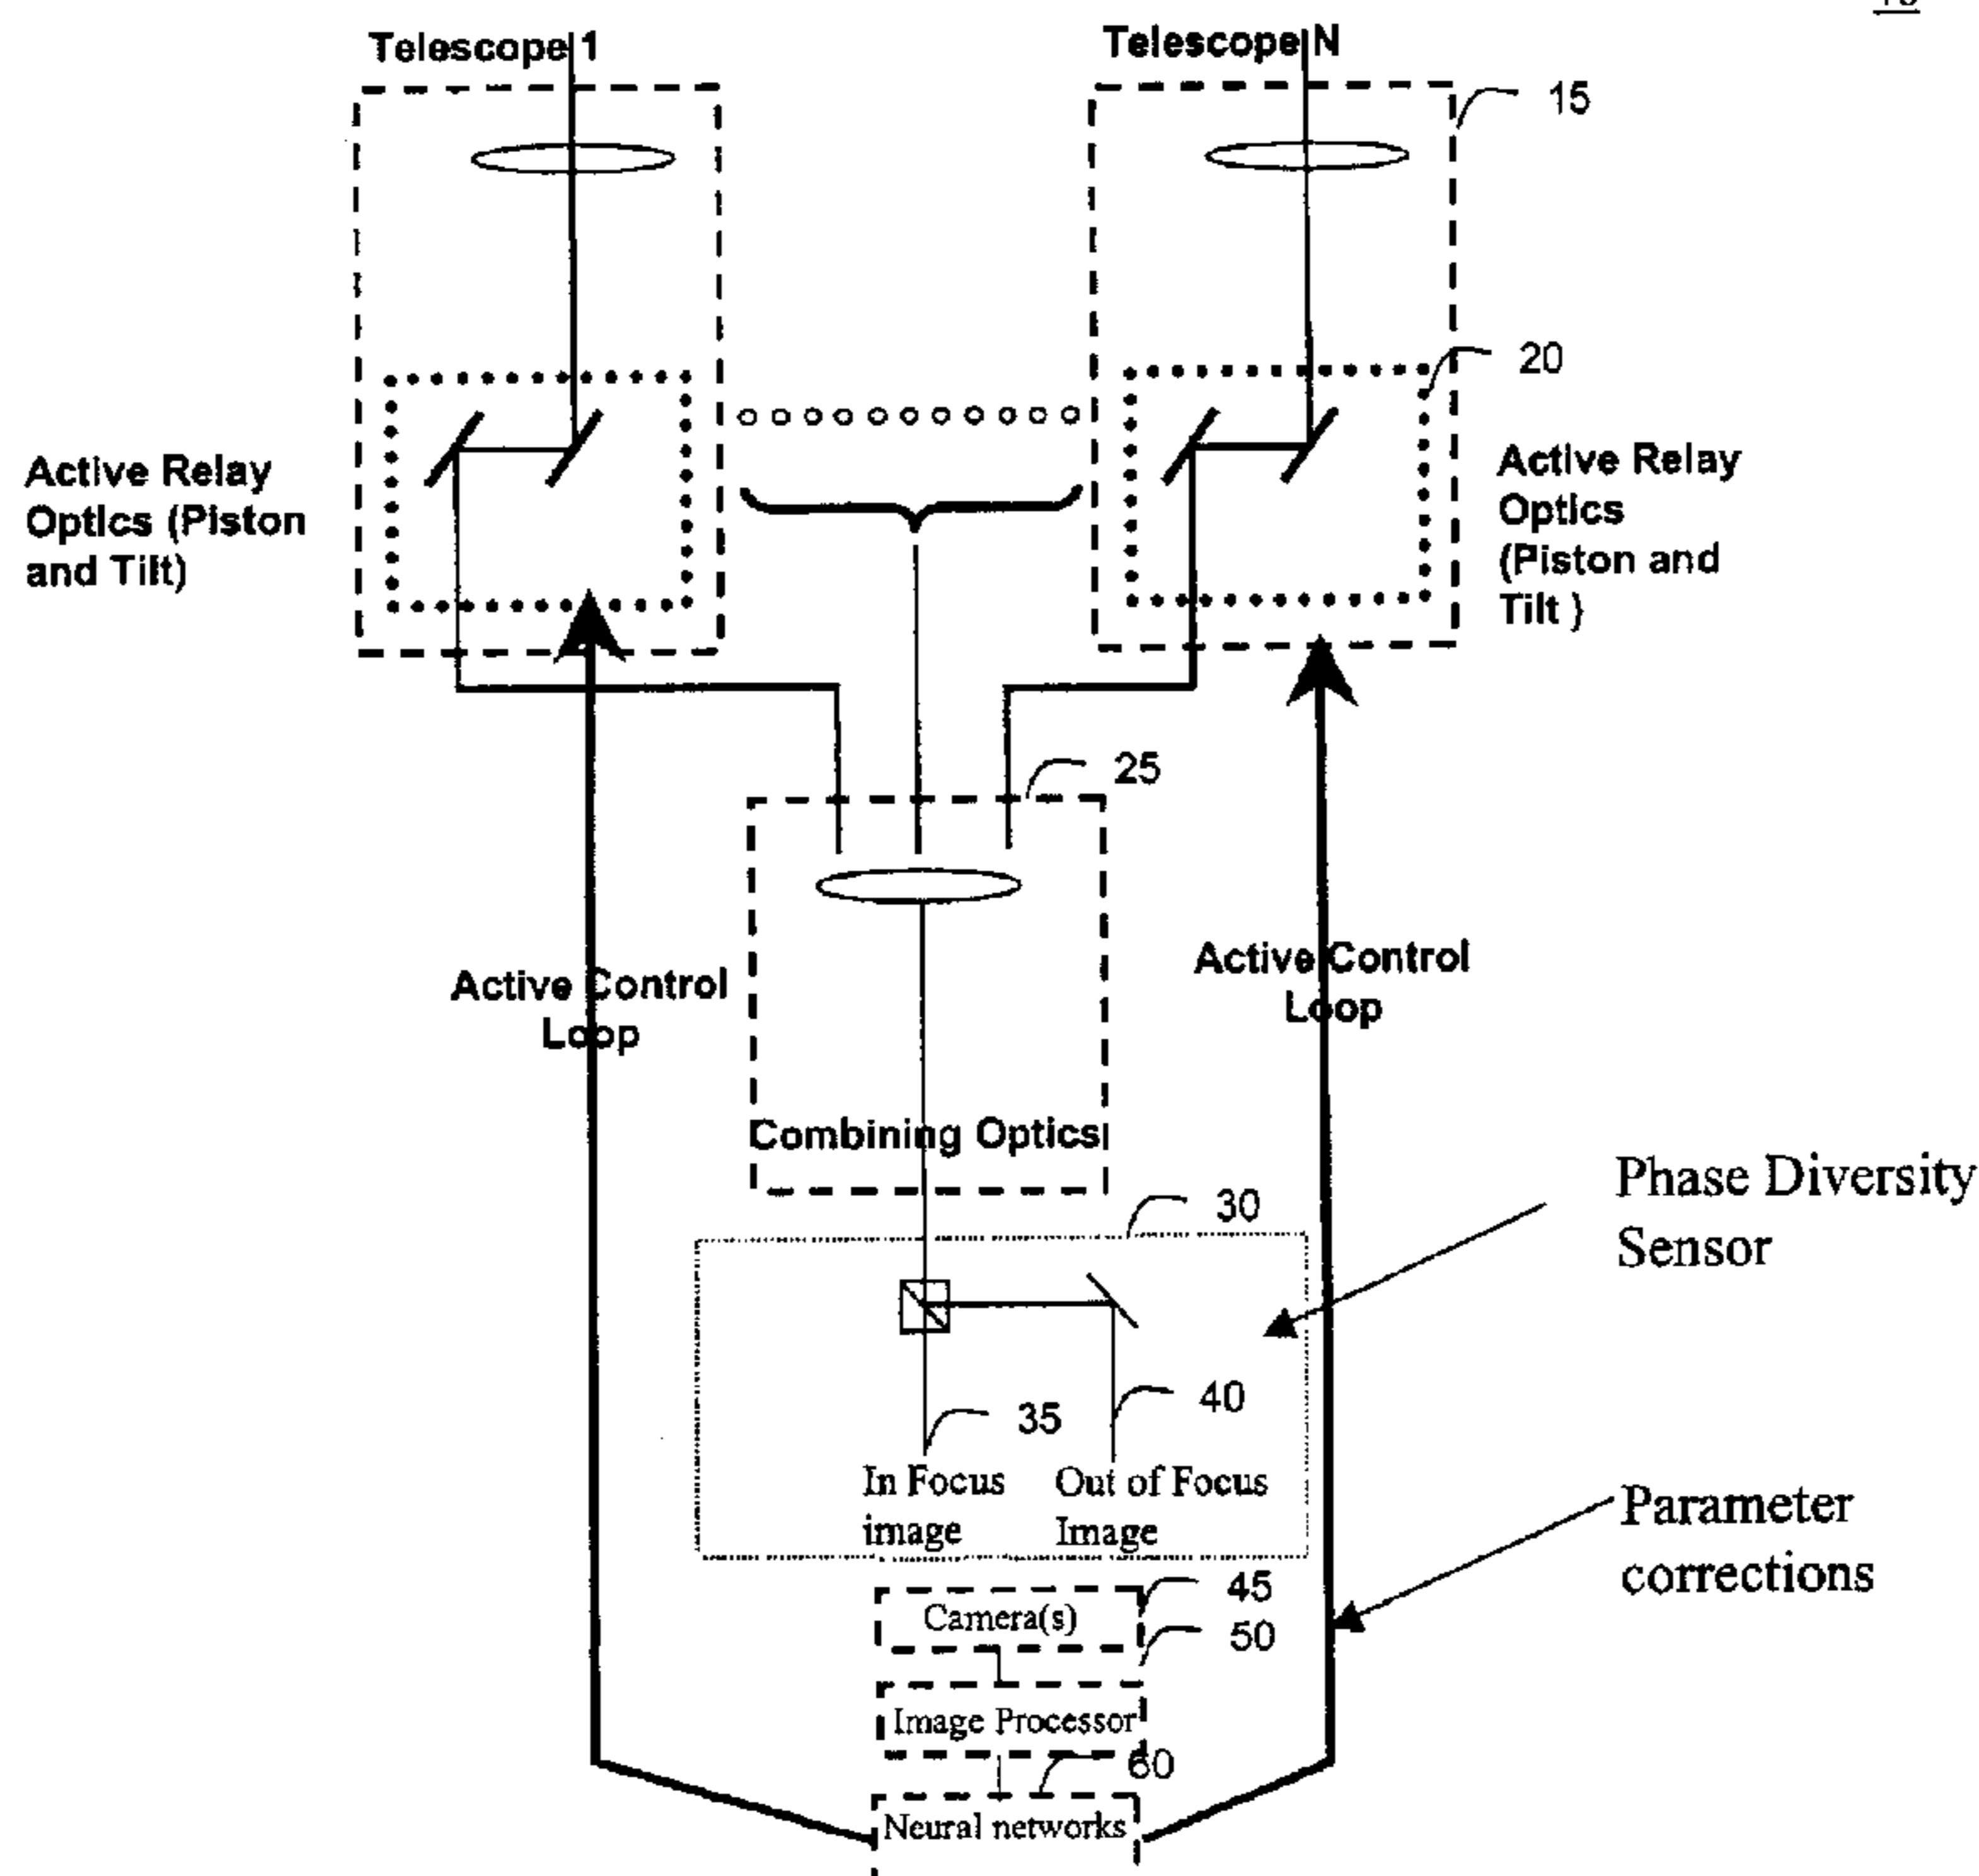 Telescope 1
Telescope N
15
20
Active Relay
Optics (Piston
and Tilt)
Active Relay
Optics
(Piston and
Tilt )
25
Active Control
Loop
Active Control
Loop
Combining Optics
Phase Diversity
Sensor
30
40
35
In Focus
image
Out of Focus
Image
Parameter
corrections
45
Camera(s)
50
Image Processor
60
Neural networks